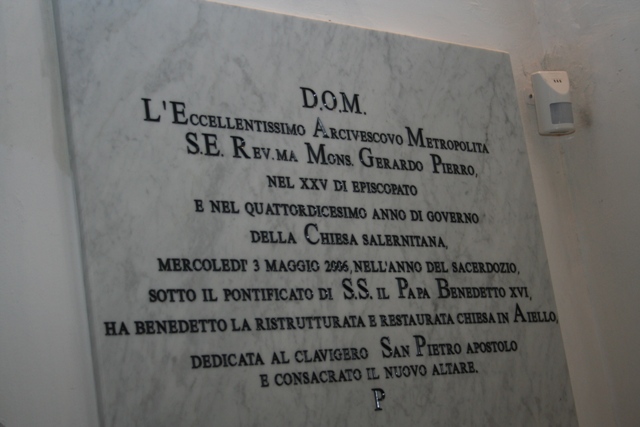 D.O.M.
L'Eccellentissimo Arcivescovo Metropolita
S.E. Rev.ma Mons. Gerardo Pierro,
nel XXV di episcopato
e nel quattordicesimo anno di governo
della Chiesa salernitana,
mercoledi' 3 maggio 2006, nell'anno del sacerdozio,
sotto il pontificato di S.S. il Papa Benedetto XVI,
ha benedetto la ristrutturata e restaurata chiesa in Aiello,
dedicata al clavigero San Pietro apostolo
e consacrato il nuovo altare.
P